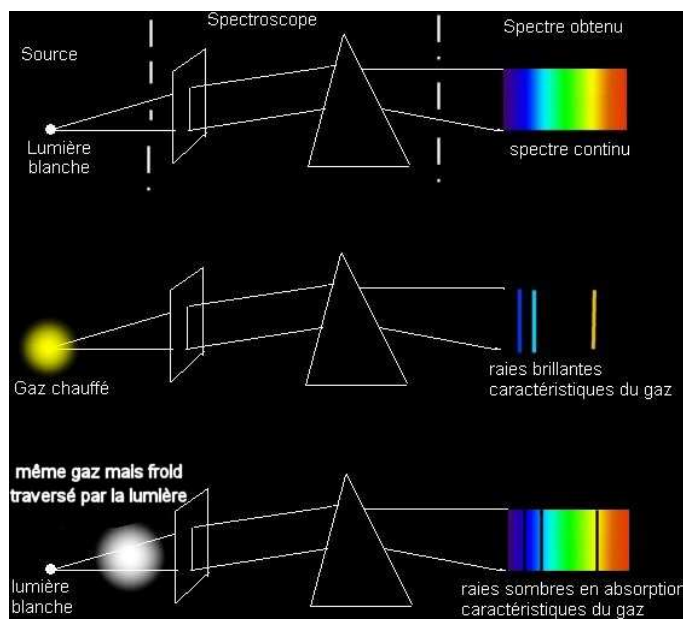 Spectroscope
Source
Spectre obtenu
Lumière
blanche
spectre continu
Gaz chauffé
raies brillantes
caractéristiques du gaz
même gaz mais froid
traversé par la lumière
lumière
blanche
raies sombres en absorption
caractéristiques du gaz